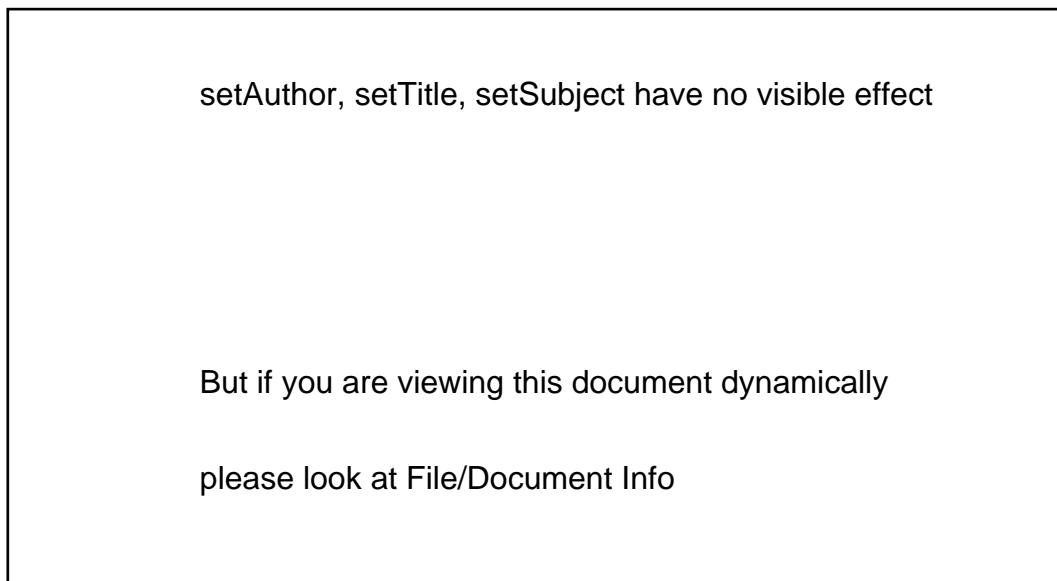 setAuthor, setTitle, setSubject have no visible effect
But if you are viewing this document dynamically
please look at File/Document Info